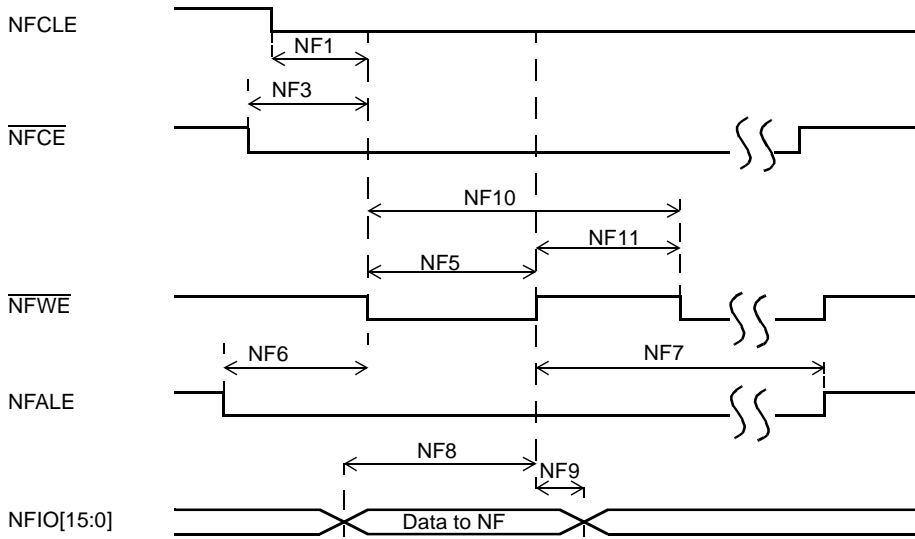 NFCLE
NF1
NF3
NFCE
NF10
NF11
NF5
NFWE
NF6
NF7
NFALE
NF8
NF9
NFIO[15:0]
Data to NF